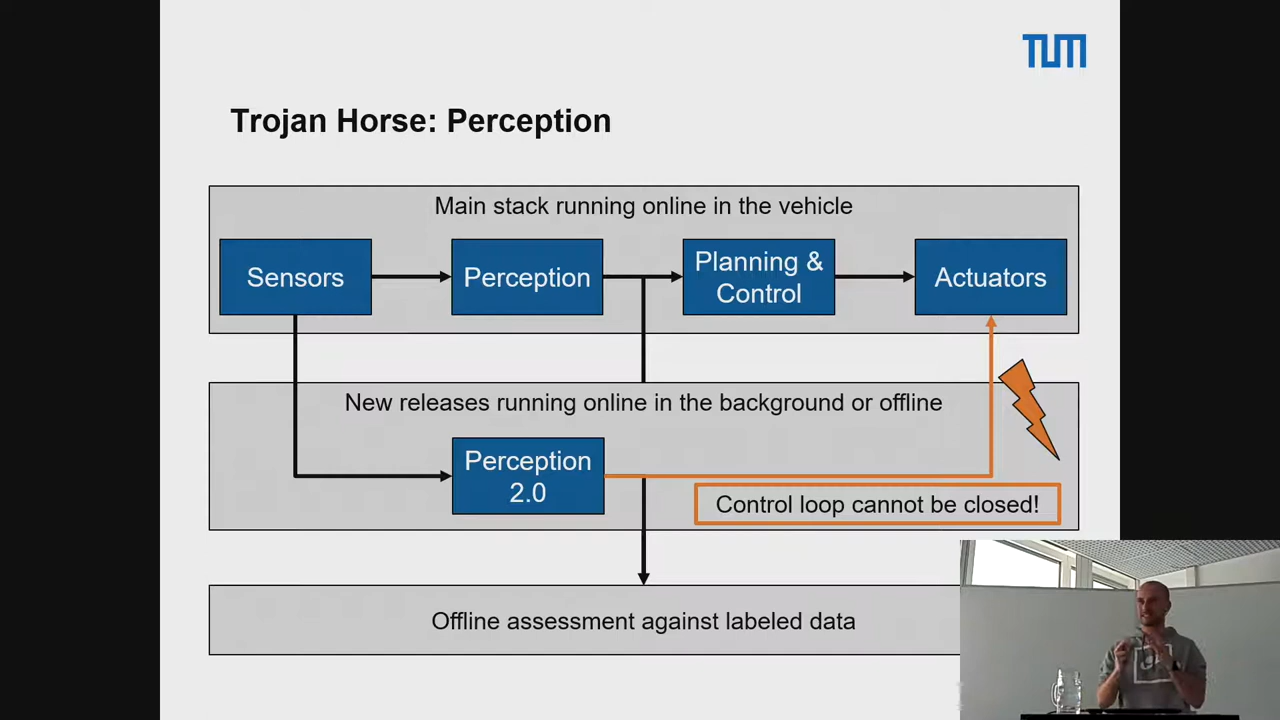 TUM
Trojan Horse: Perception
Main stack running online in the vehicle
Sensors
Perception
Planning &
Control
Actuators
New releases running online in the background or offline
Perception
2.0
Control loop cannot be closed!
Offline assessment against labeled data